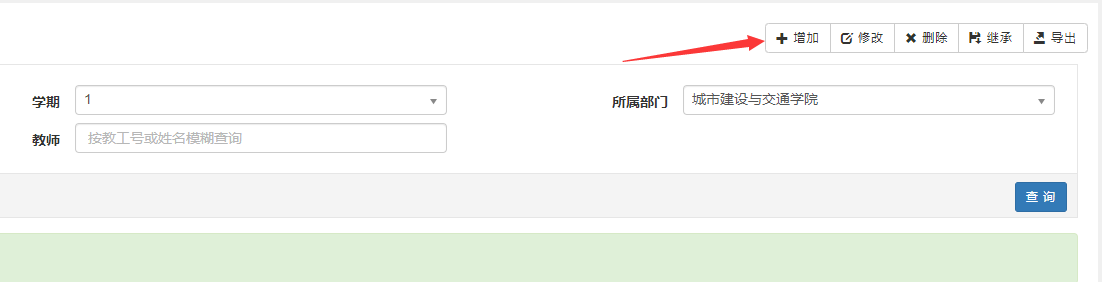 增加 修改 删除 继承 导出
学期 1 所属部门 城市建设与交通学院
教师 按教工号或姓名模糊查询
查 询